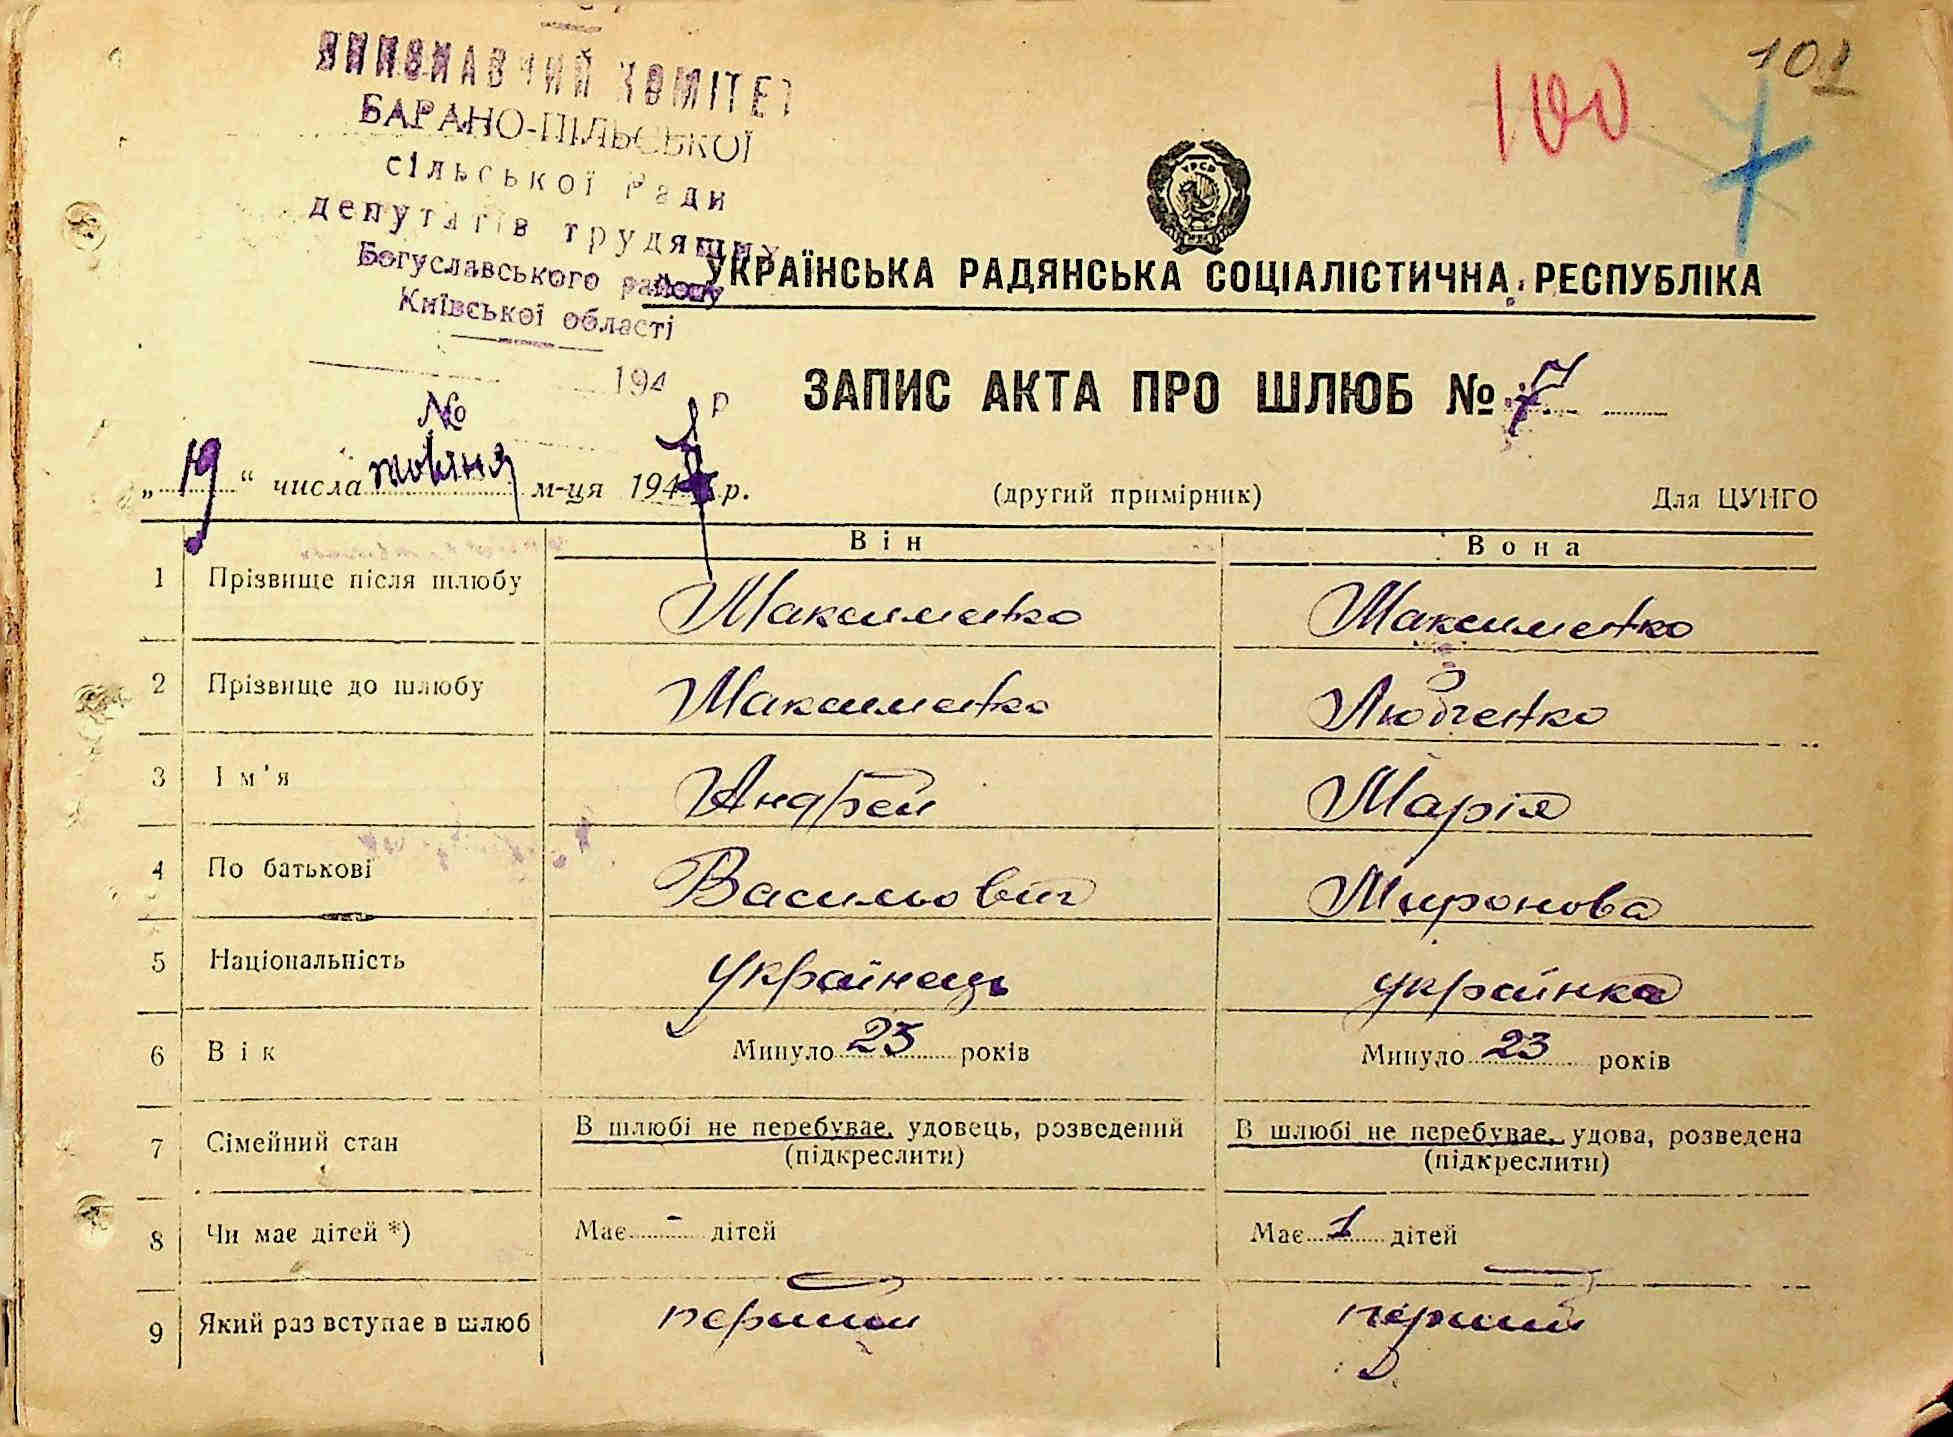 101
100
7
ВИКОНАВЧИЙ КОМІТЕТ
БАРАНО-ПІЛЬСЬКОЇ
сільської Ради
депутатів трудящих
Богуславського району
Київської області
194 р
№
УРСР
УКРАЇНСЬКА РАДЯНСЬКА СОЦІАЛІСТИЧНА РЕСПУБЛІКА
ЗАПИС АКТА ПРО ШЛЮБ № 7
„19“ числа жовтня м-ця 194 р.
(другий примірник)
Для ЦУНГО
Він Вона
1 Прізвище після шлюбу Максименко Максименко
2 Прізвище до шлюбу Максименко Любченко
3 Ім'я Андрей Марія
4 По батькові Васильович Миронова
5 Національність українець українка
6 Вік Минуло 23 років Минуло 23 років
7 Сімейний стан В шлюбі не перебуває, удовець, розведений В шлюбі не перебуває, удова, розведена
(підкреслити) (підкреслити)
8 Чи має дітей *) Має - дітей Має 1 дітей
9 Який раз вступає в шлюб перший перший